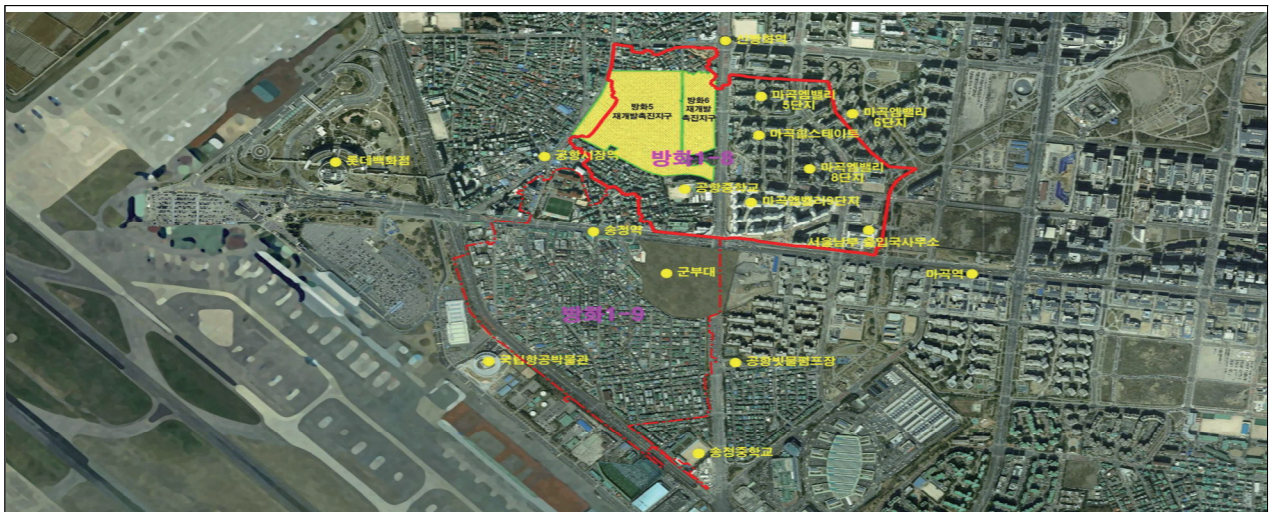 신방화역
마곡엠밸리
5단지
방화5
재개발촉진지구
방화6
재개발
촉진지구
마곡엠밸리
6단지
마곡힐스테이트
공항시장역
방화1-8
롯데백화점
마곡엠밸리
8단지
공항중학교
마곡엠밸리9단지
송정역
서울남부 출입국사무소
군부대
마곡역
방화1-9
국립항공박물관
공항빗물펌프장
송정중학교